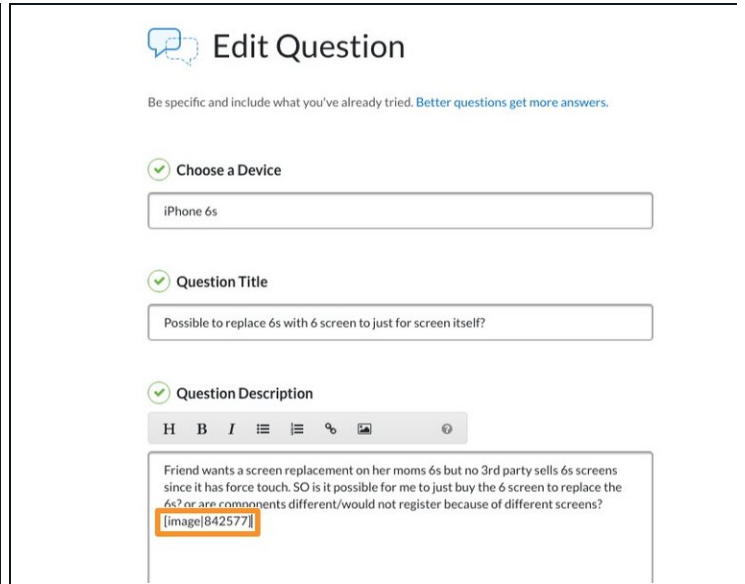 Edit Question
Be specific and include what you've already tried. Better questions get more answers.
Choose a Device
iPhone 6s
Question Title
Possible to replace 6s with 6 screen to just for screen itself?
Question Description
H B I
Friend wants a screen replacement on her moms 6s but no 3rd party sells 6s screens
since it has force touch. SO is it possible for me to just buy the 6 screen to replace the
6s? or are components different/would not register because of different screens?
[image|842577]